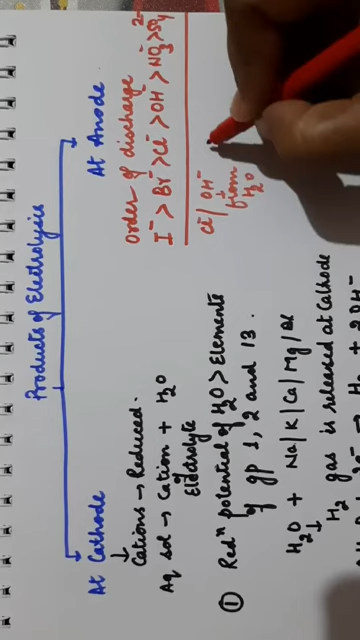 Products of Electrolysis
At Cathode
↓
Cations → Reduced.
Aq sol → Cation + H2O
of
Electrolyte
① Redⁿ potential of H2O > Elements
of gp 1, 2 and 13.
H2O + Na/K/Ca/Mg/Al
↓
H2 gas is released at Cathode
At Anode
Order of discharge
I⁻ > Br⁻ > Cl⁻ > OH⁻ > NO3⁻ > SO4²⁻
Cl⁻/OH⁻
↓
from
H2O